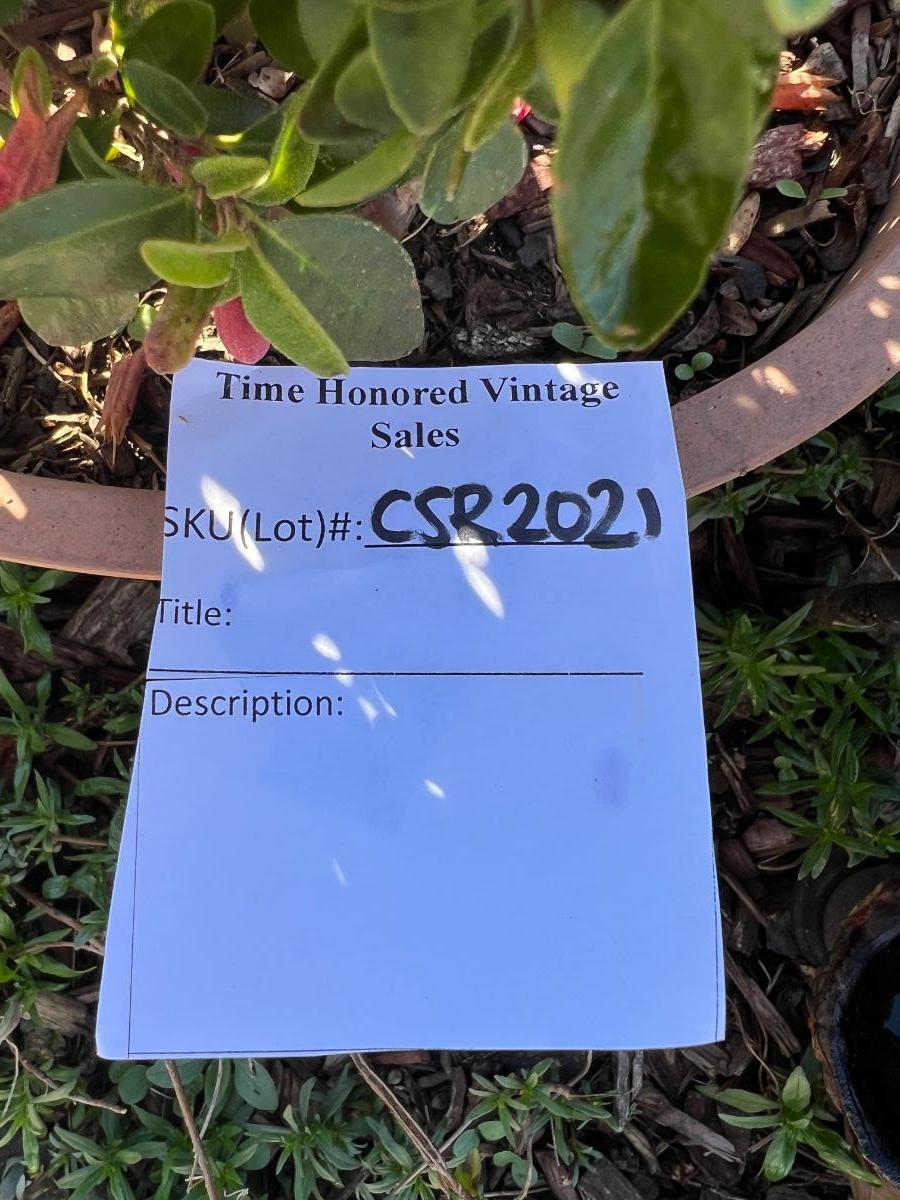 Time Honored Vintage
Sales
SKU(Lot)#: CSR2021
Title:
Description: